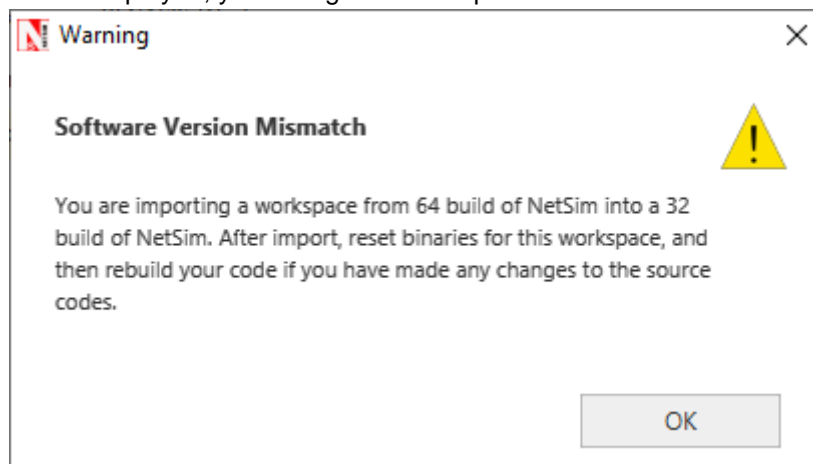 Warning
Software Version Mismatch
You are importing a workspace from 64 build of NetSim into a 32
build of NetSim. After import, reset binaries for this workspace, and
then rebuild your code if you have made any changes to the source
codes.
OK